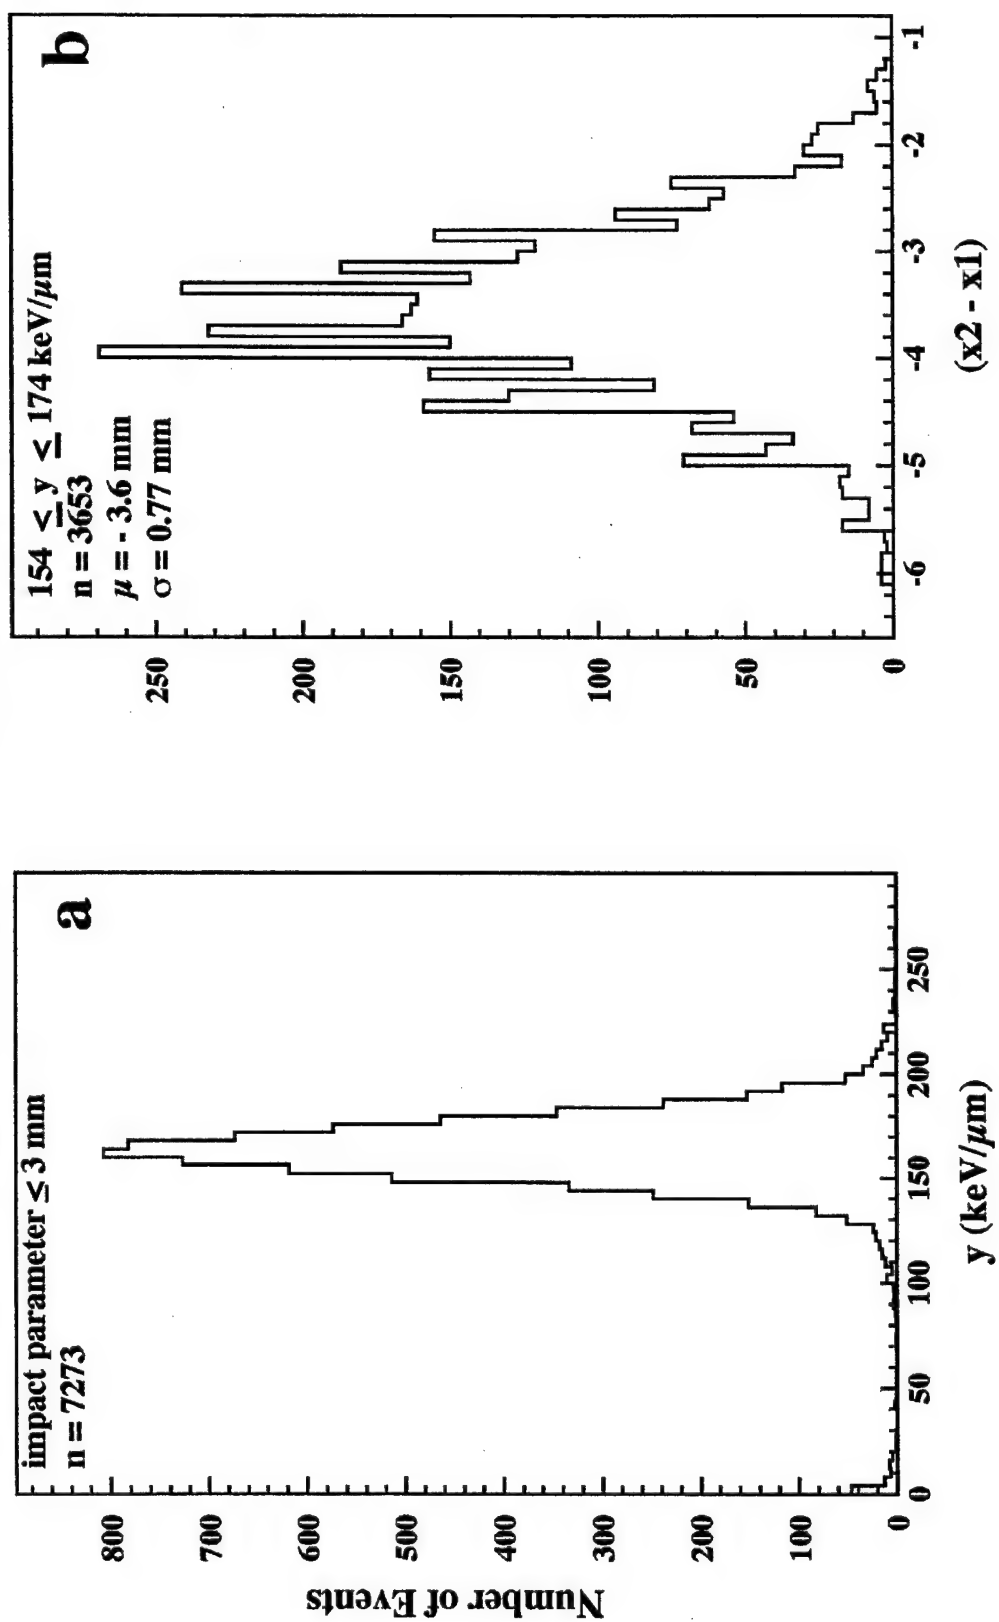 Number of Events
a
impact parameter ≤ 3 mm
n = 7273
800
700
600
500
400
300
200
100
0
0
50
100
150
200
250
y (keV/μm)
b
154 ≤ y ≤ 174 keV/μm
n = 3653
μ = - 3.6 mm
σ = 0.77 mm
250
200
150
100
50
0
-6
-5
-4
-3
-2
-1
(x2 - x1)